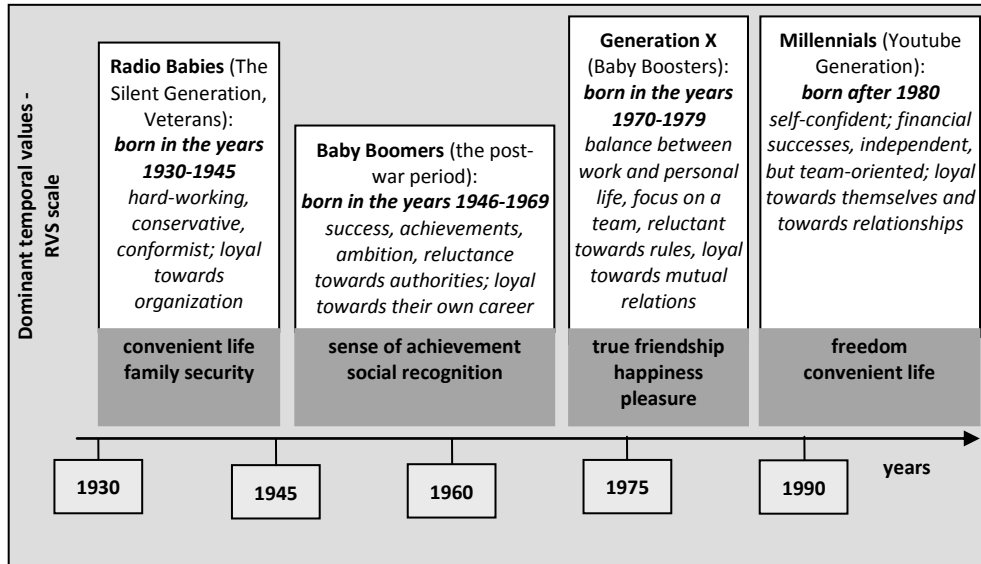 Dominant temporal values -
RVS scale
Radio Babies (The
Silent Generation,
Veterans):
born in the years
1930-1945
hard-working,
conservative,
conformist; loyal
towards
organization
convenient life
family security
Baby Boomers (the post-
war period):
born in the years 1946-1969
success, achievements,
ambition, reluctance
towards authorities; loyal
towards their own career
sense of achievement
social recognition
Generation X
(Baby Boosters):
born in the years
1970-1979
balance between
work and personal
life, focus on a
team, reluctant
towards rules, loyal
towards mutual
relations
true friendship
happiness
pleasure
Millennials (Youtube
Generation):
born after 1980
self-confident; financial
successes, independent,
but team-oriented; loyal
towards themselves and
towards relationships
freedom
convenient life
years
1930
1945
1960
1975
1990